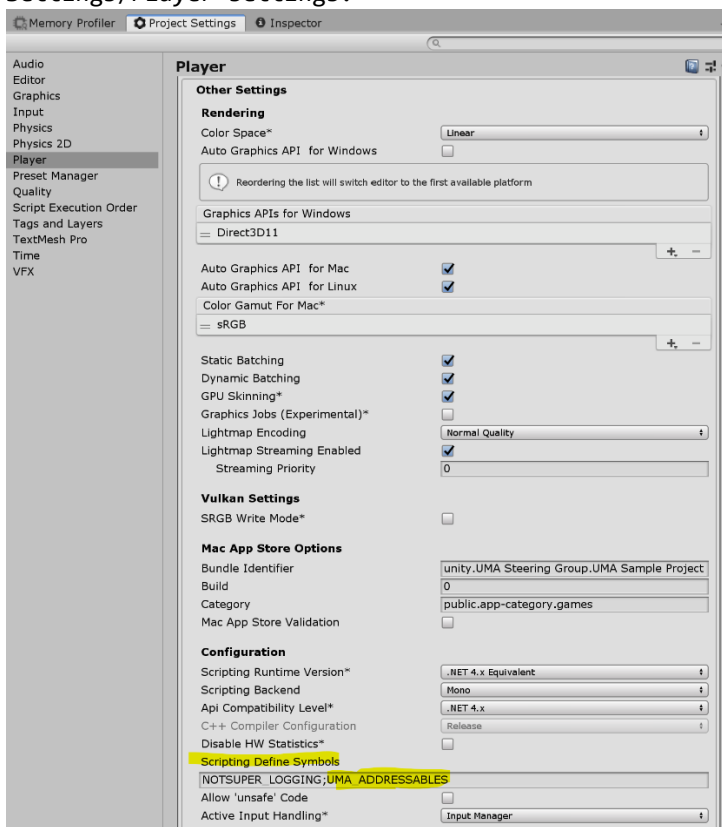 Memory Profiler Project Settings Inspector
Audio
Editor
Graphics
Input
Physics
Physics 2D
Player
Preset Manager
Quality
Script Execution Order
Tags and Layers
TextMesh Pro
Time
VFX
Player
Other Settings
Rendering
Color Space* Linear
Auto Graphics API for Windows
Reordering the list will switch editor to the first available platform
Graphics APIs for Windows
= Direct3D11
+ -
Auto Graphics API for Mac
Auto Graphics API for Linux
Color Gamut For Mac*
= sRGB
+ -
Static Batching
Dynamic Batching
GPU Skinning*
Graphics Jobs (Experimental)*
Lightmap Encoding Normal Quality
Lightmap Streaming Enabled
Streaming Priority 0
Vulkan Settings
SRGB Write Mode*
Mac App Store Options
Bundle Identifier unity.UMA Steering Group.UMA Sample Project
Build 0
Category public.app-category.games
Mac App Store Validation
Configuration
Scripting Runtime Version* .NET 4.x Equivalent
Scripting Backend Mono
Api Compatibility Level* .NET 4.x
C++ Compiler Configuration Release
Disable HW Statistics*
Scripting Define Symbols
NOTSUPER_LOGGING;UMA_ADDRESSABLES
Allow 'unsafe' Code
Active Input Handling* Input Manager